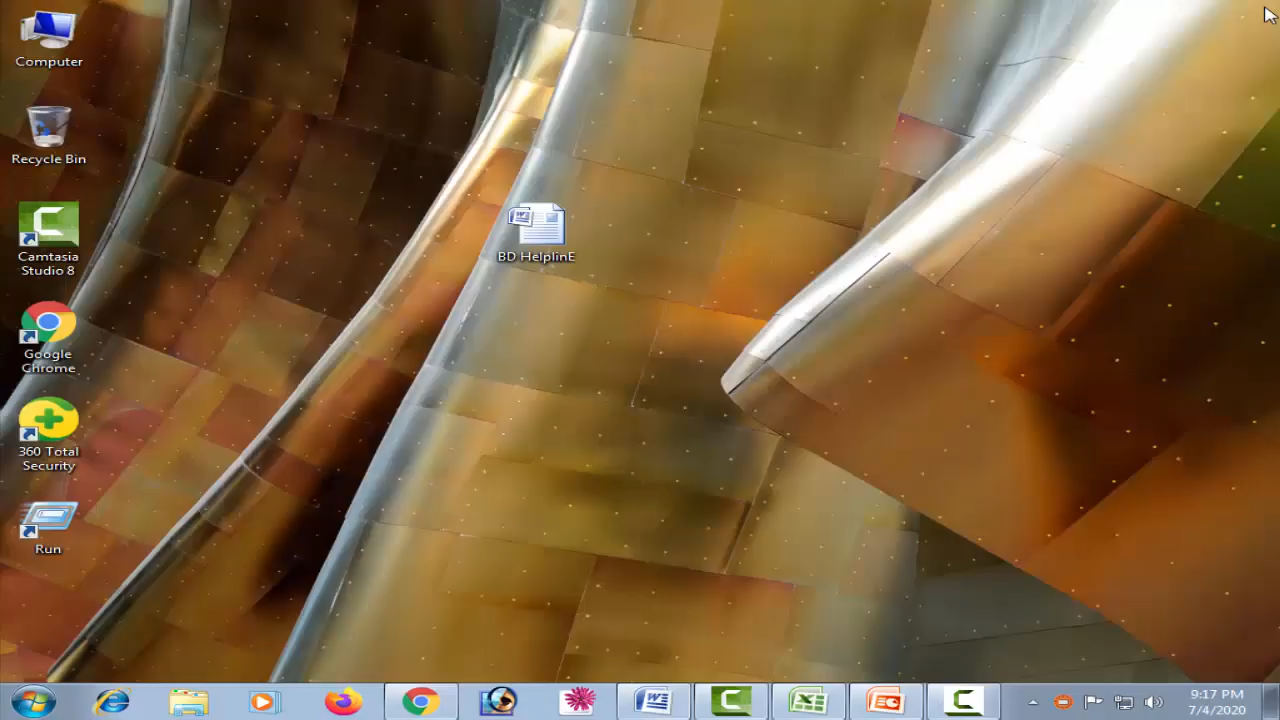 Computer
Recycle Bin
Camtasia
Studio 8
Google
Chrome
360 Total
Security
Run
BD HelplinE
9:17 PM
7/4/2020